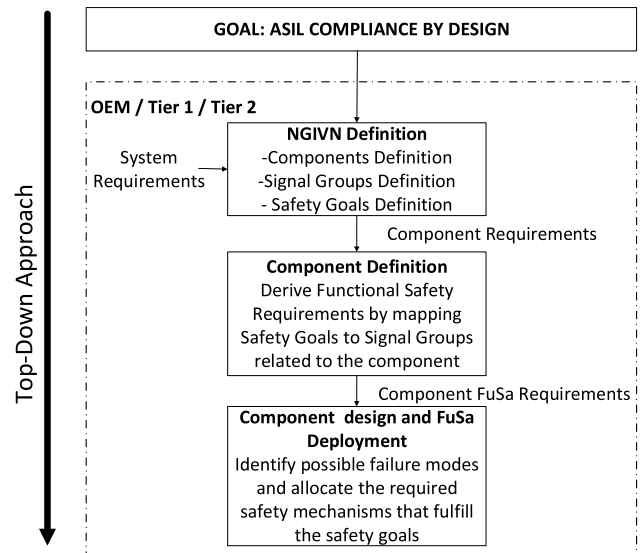 GOAL: ASIL COMPLIANCE BY DESIGN
OEM / Tier 1 / Tier 2
NGIVN Definition
-Components Definition
-Signal Groups Definition
- Safety Goals Definition
System
Requirements
Component Requirements
Component Definition
Derive Functional Safety
Requirements by mapping
Safety Goals to Signal Groups
related to the component
Component FuSa Requirements
Component design and FuSa
Deployment
Identify possible failure modes
and allocate the required
safety mechanisms that fulfill
the safety goals
Top-Down Approach